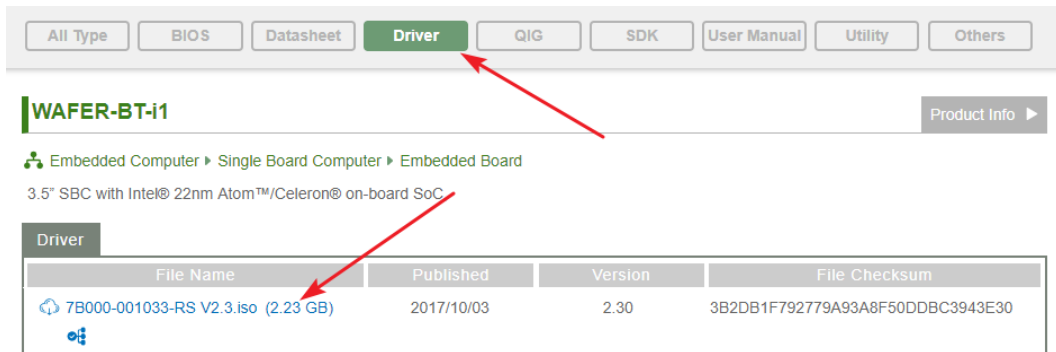 All Type BIOS Datasheet Driver QIG SDK User Manual Utility Others
WAFER-BT-i1
Product Info
Embedded Computer Single Board Computer Embedded Board
3.5" SBC with Intel® 22nm Atom™/Celeron® on-board SoC
Driver
File Name Published Version File Checksum
7B000-001033-RS V2.3.iso (2.23 GB) 2017/10/03 2.30 3B2DB1F792779A93A8F50DDBC3943E30